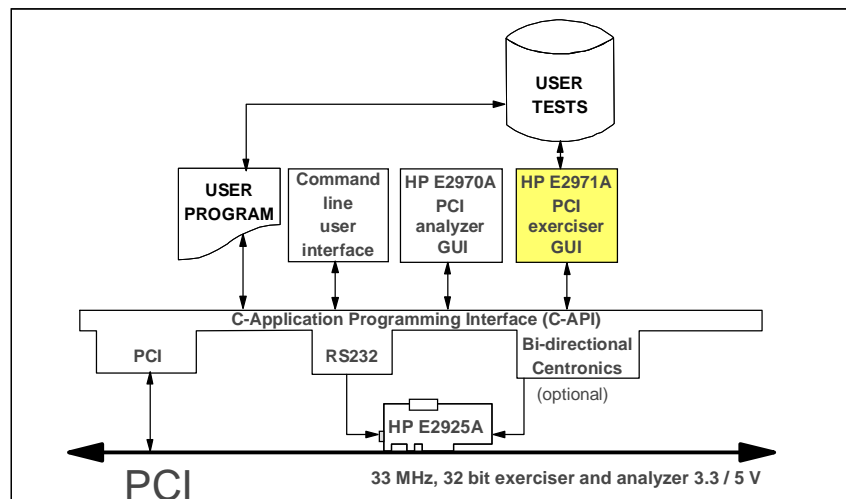 USER
TESTS
USER
PROGRAM
Command
line
user
interface
HP E2970A
PCI
analyzer
GUI
HP E2971A
PCI
exerciser
GUI
C-Application Programming Interface (C-API)
PCI
RS232
Bi-directional
Centronics
(optional)
HP E2925A
PCI
33 MHz, 32 bit exerciser and analyzer 3.3 / 5 V